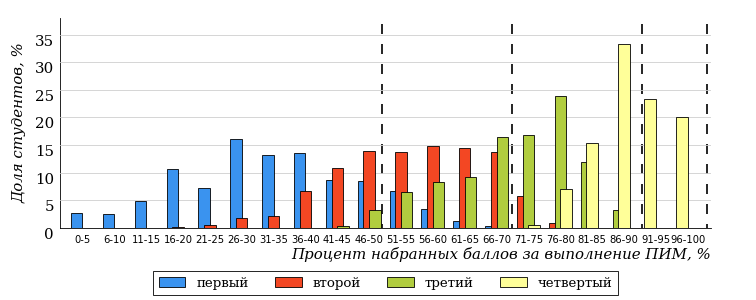 Доля студентов, %
35
30
25
20
15
10
5
0
0-5 6-10 11-15 16-20 21-25 26-30 31-35 36-40 41-45 46-50 51-55 56-60 61-65 66-70 71-75 76-80 81-85 86-90 91-95 96-100
Процент набранных баллов за выполнение ПИМ, %
первый второй третий четвертый